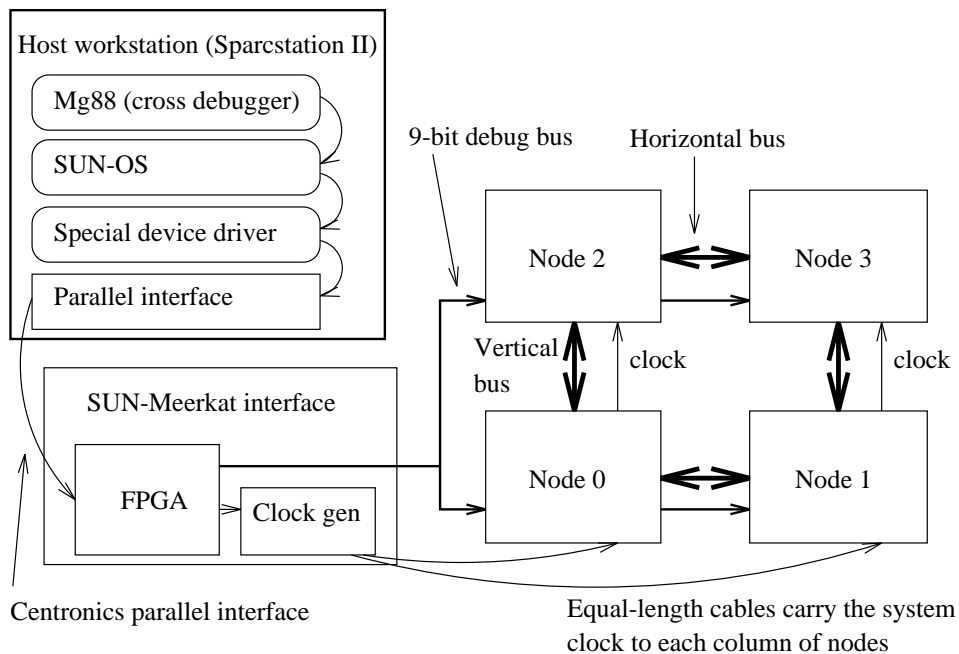 Host workstation (Sparcstation II)
Mg88 (cross debugger)
SUN-OS
Special device driver
Parallel interface
9-bit debug bus
Horizontal bus
Node 2
Node 3
Vertical
bus
clock
clock
SUN-Meerkat interface
FPGA
Clock gen
Node 0
Node 1
Centronics parallel interface
Equal-length cables carry the system
clock to each column of nodes